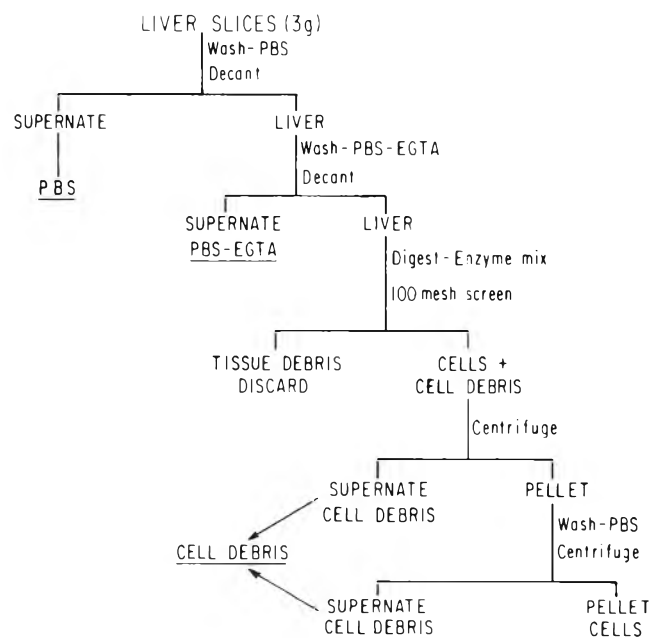 LIVER SLICES (3g)
Wash-PBS
Decant
SUPERNATE
LIVER
PBS
Wash-PBS-EGTA
Decant
SUPERNATE
PBS-EGTA
LIVER
Digest-Enzyme mix
100 mesh screen
TISSUE DEBRIS
DISCARD
CELLS +
CELL DEBRIS
Centrifuge
SUPERNATE
CELL DEBRIS
PELLET
Wash-PBS
Centrifuge
CELL DEBRIS
SUPERNATE
CELL DEBRIS
PELLET
CELLS